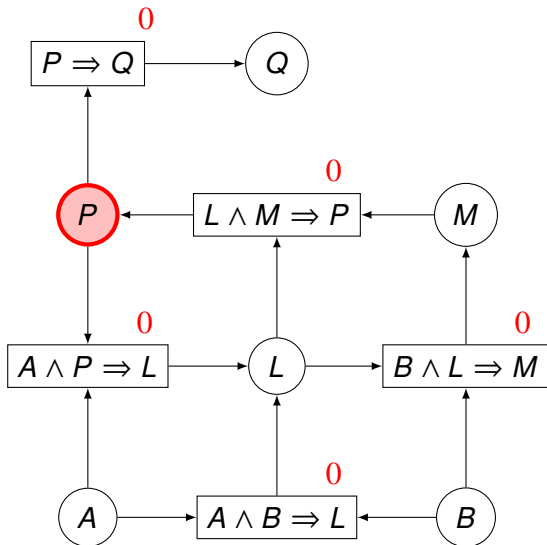 0
P ⇒ Q
Q
0
P
L ∧ M ⇒ P
M
0
0
A ∧ P ⇒ L
L
B ∧ L ⇒ M
0
A
A ∧ B ⇒ L
B